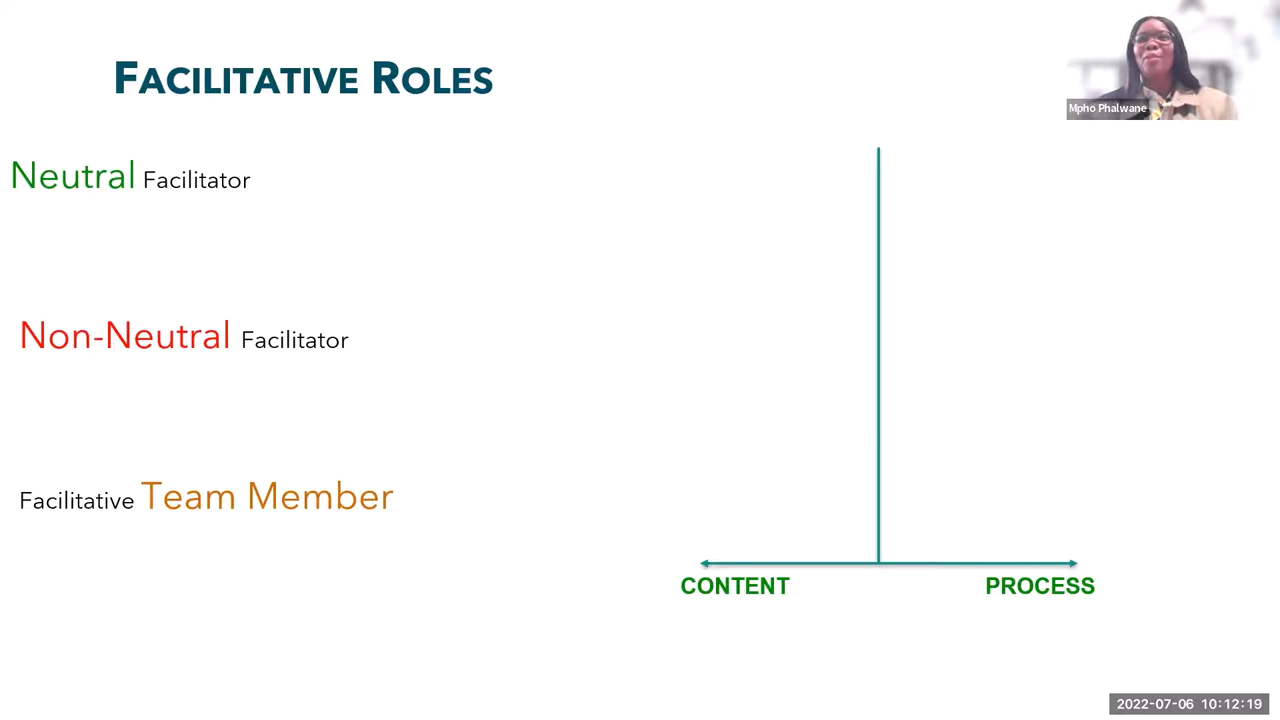 FACILITATIVE ROLES
Mpho Phalwane
Neutral Facilitator
Non-Neutral Facilitator
Facilitative Team Member
CONTENT PROCESS
2022-07-06 10:12:19